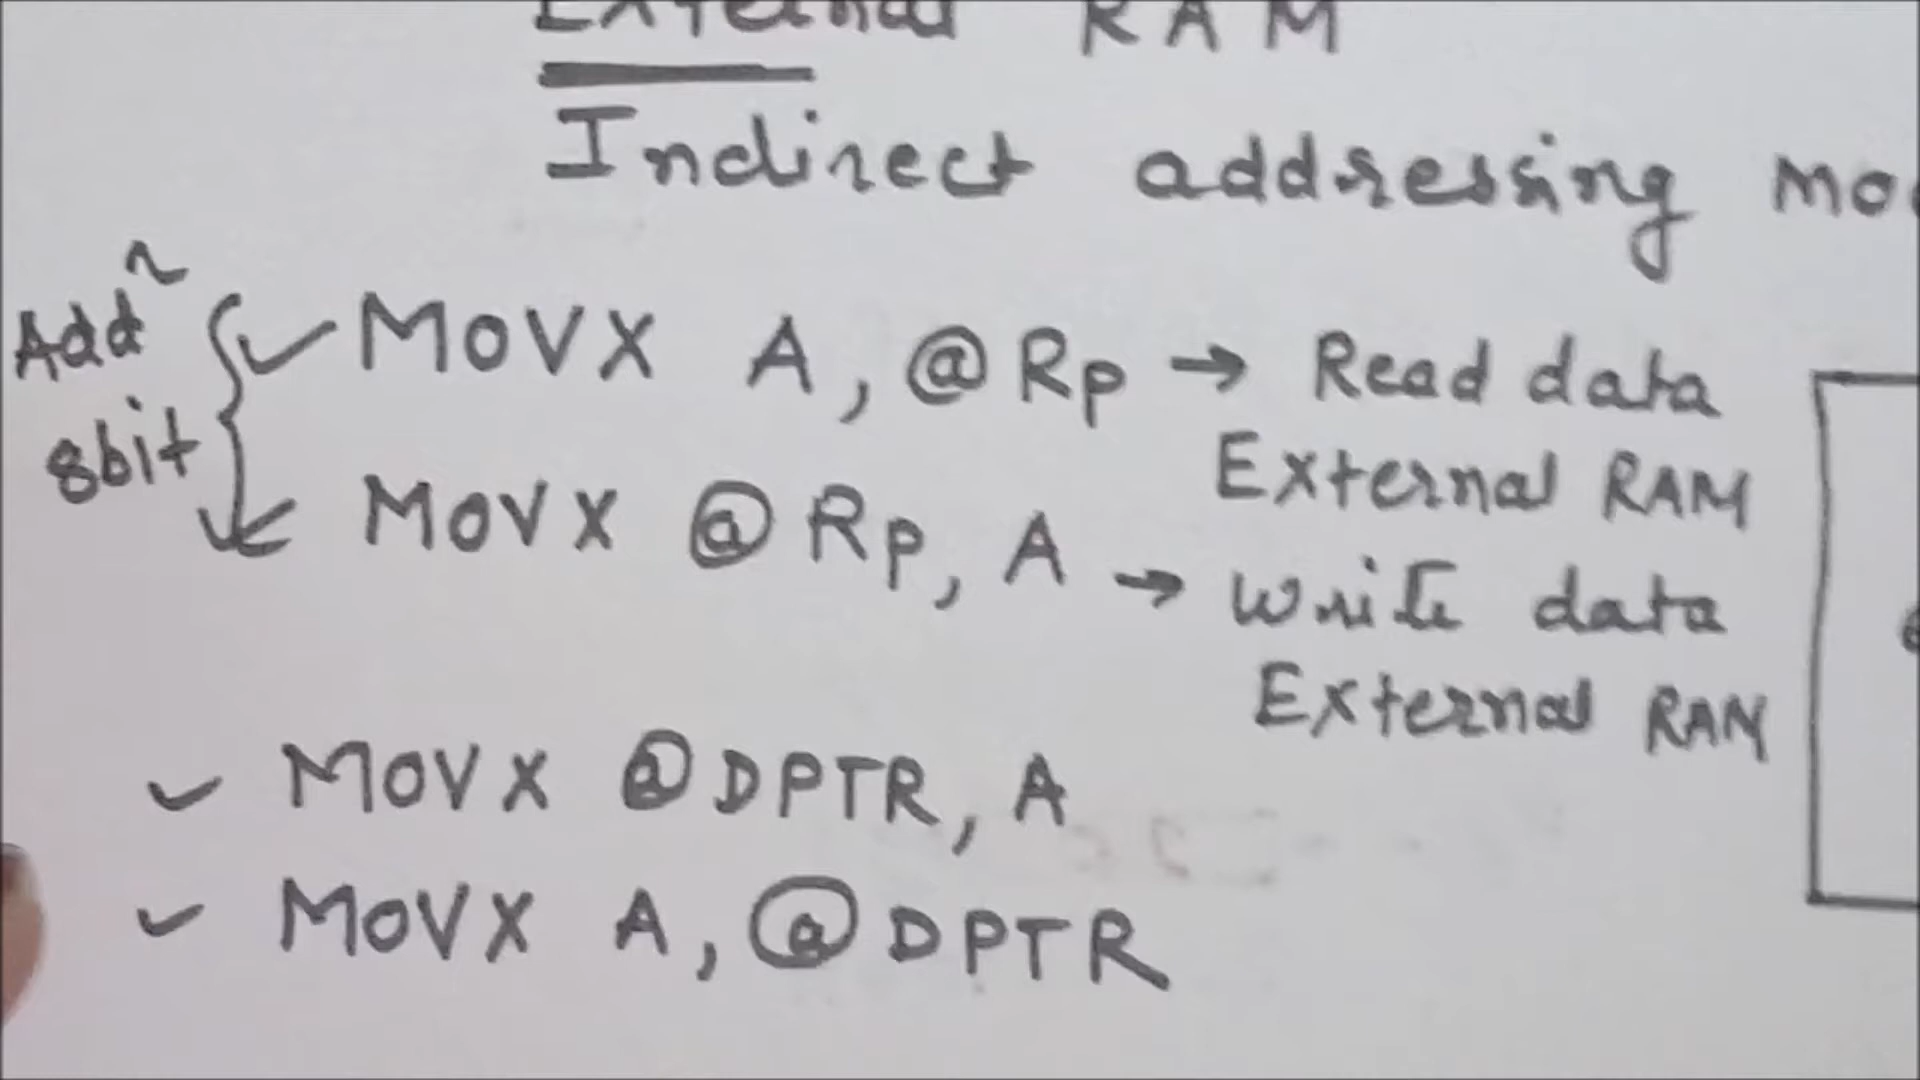 External RAM
Indirect addressing
Addr
8bit
MOVX A, @Rp → Read data
External RAM
MOVX @Rp, A → Write data
External RAM
MOVX @DPTR, A
MOVX A, @DPTR